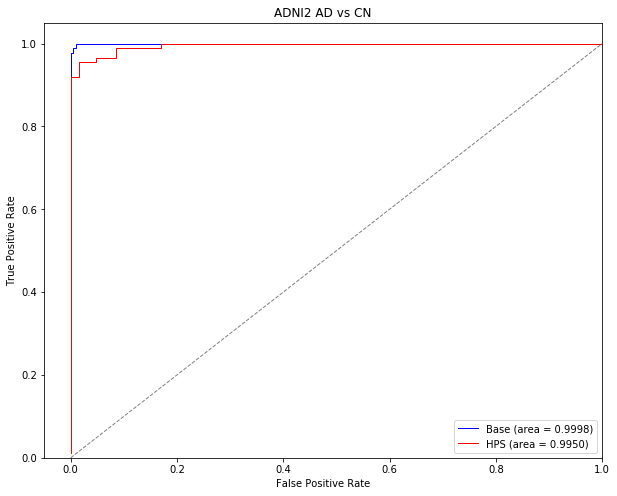 ADNI2 AD vs CN
True Positive Rate
1.0
0.8
0.6
0.4
0.2
0.0
0.0 0.2 0.4 0.6 0.8 1.0
False Positive Rate
Base (area = 0.9998)
HPS (area = 0.9950)